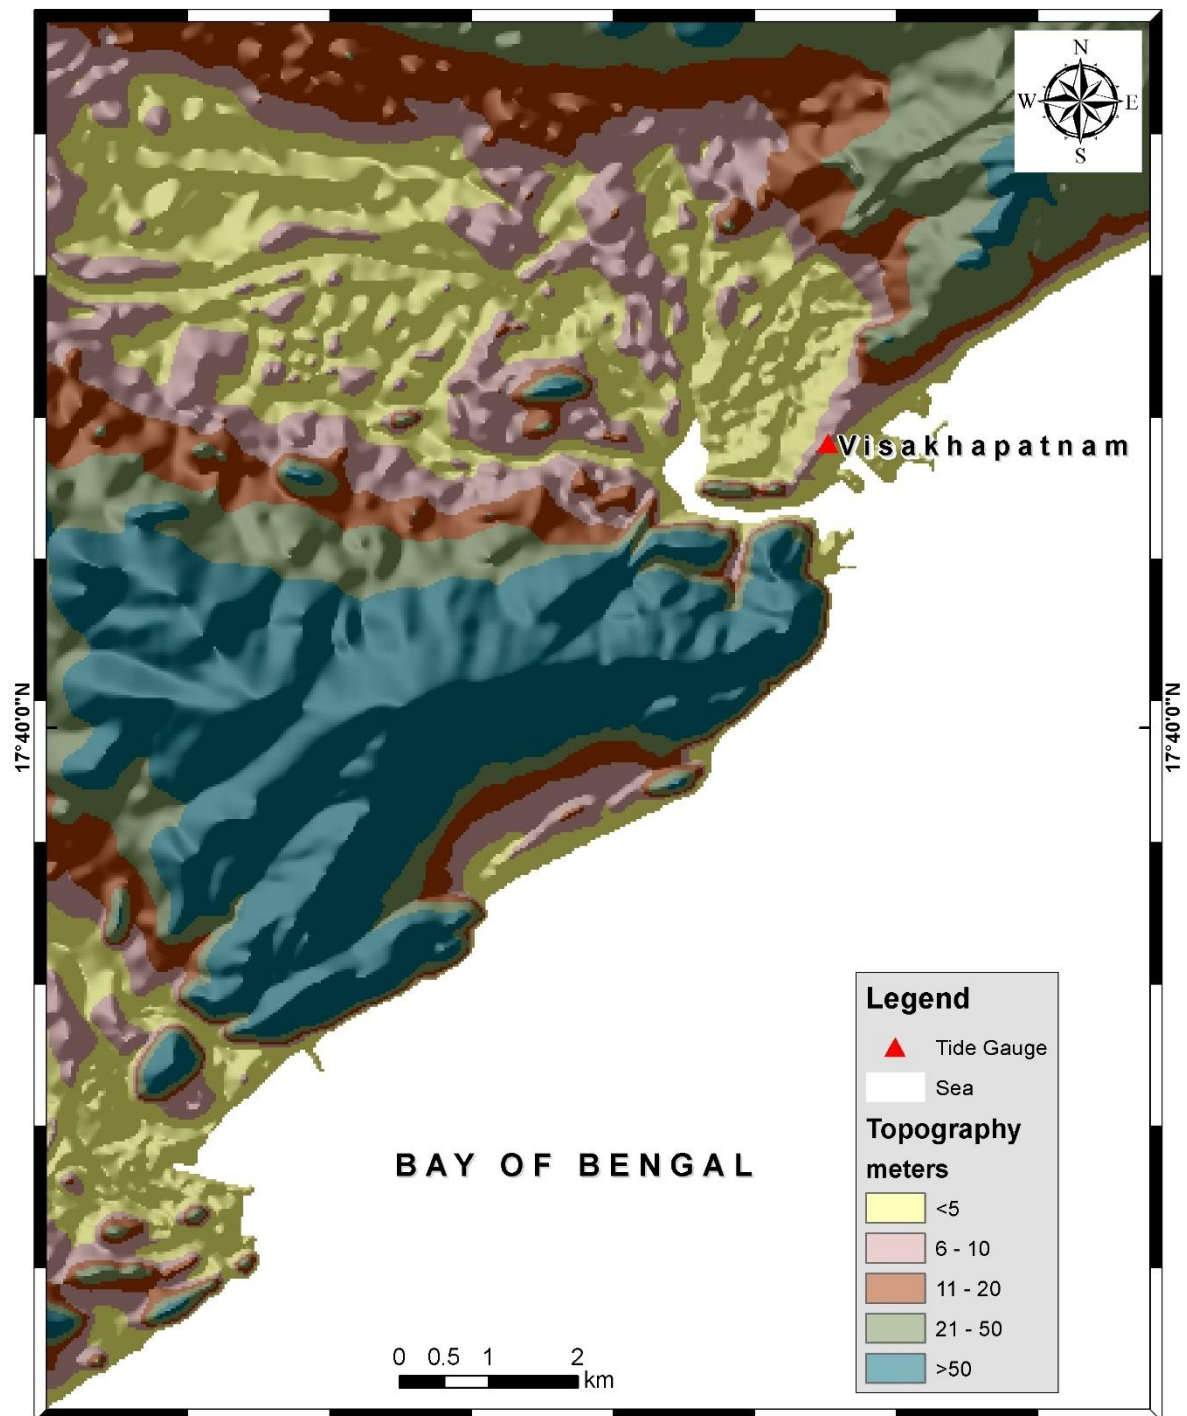 N
W E
S
Visakhapatnam
17°40'0"N
17°40'0"N
Legend
Tide Gauge
Sea
Topography
meters
<5
6 - 10
11 - 20
21 - 50
>50
BAY OF BENGAL
0 0.5 1 2
km